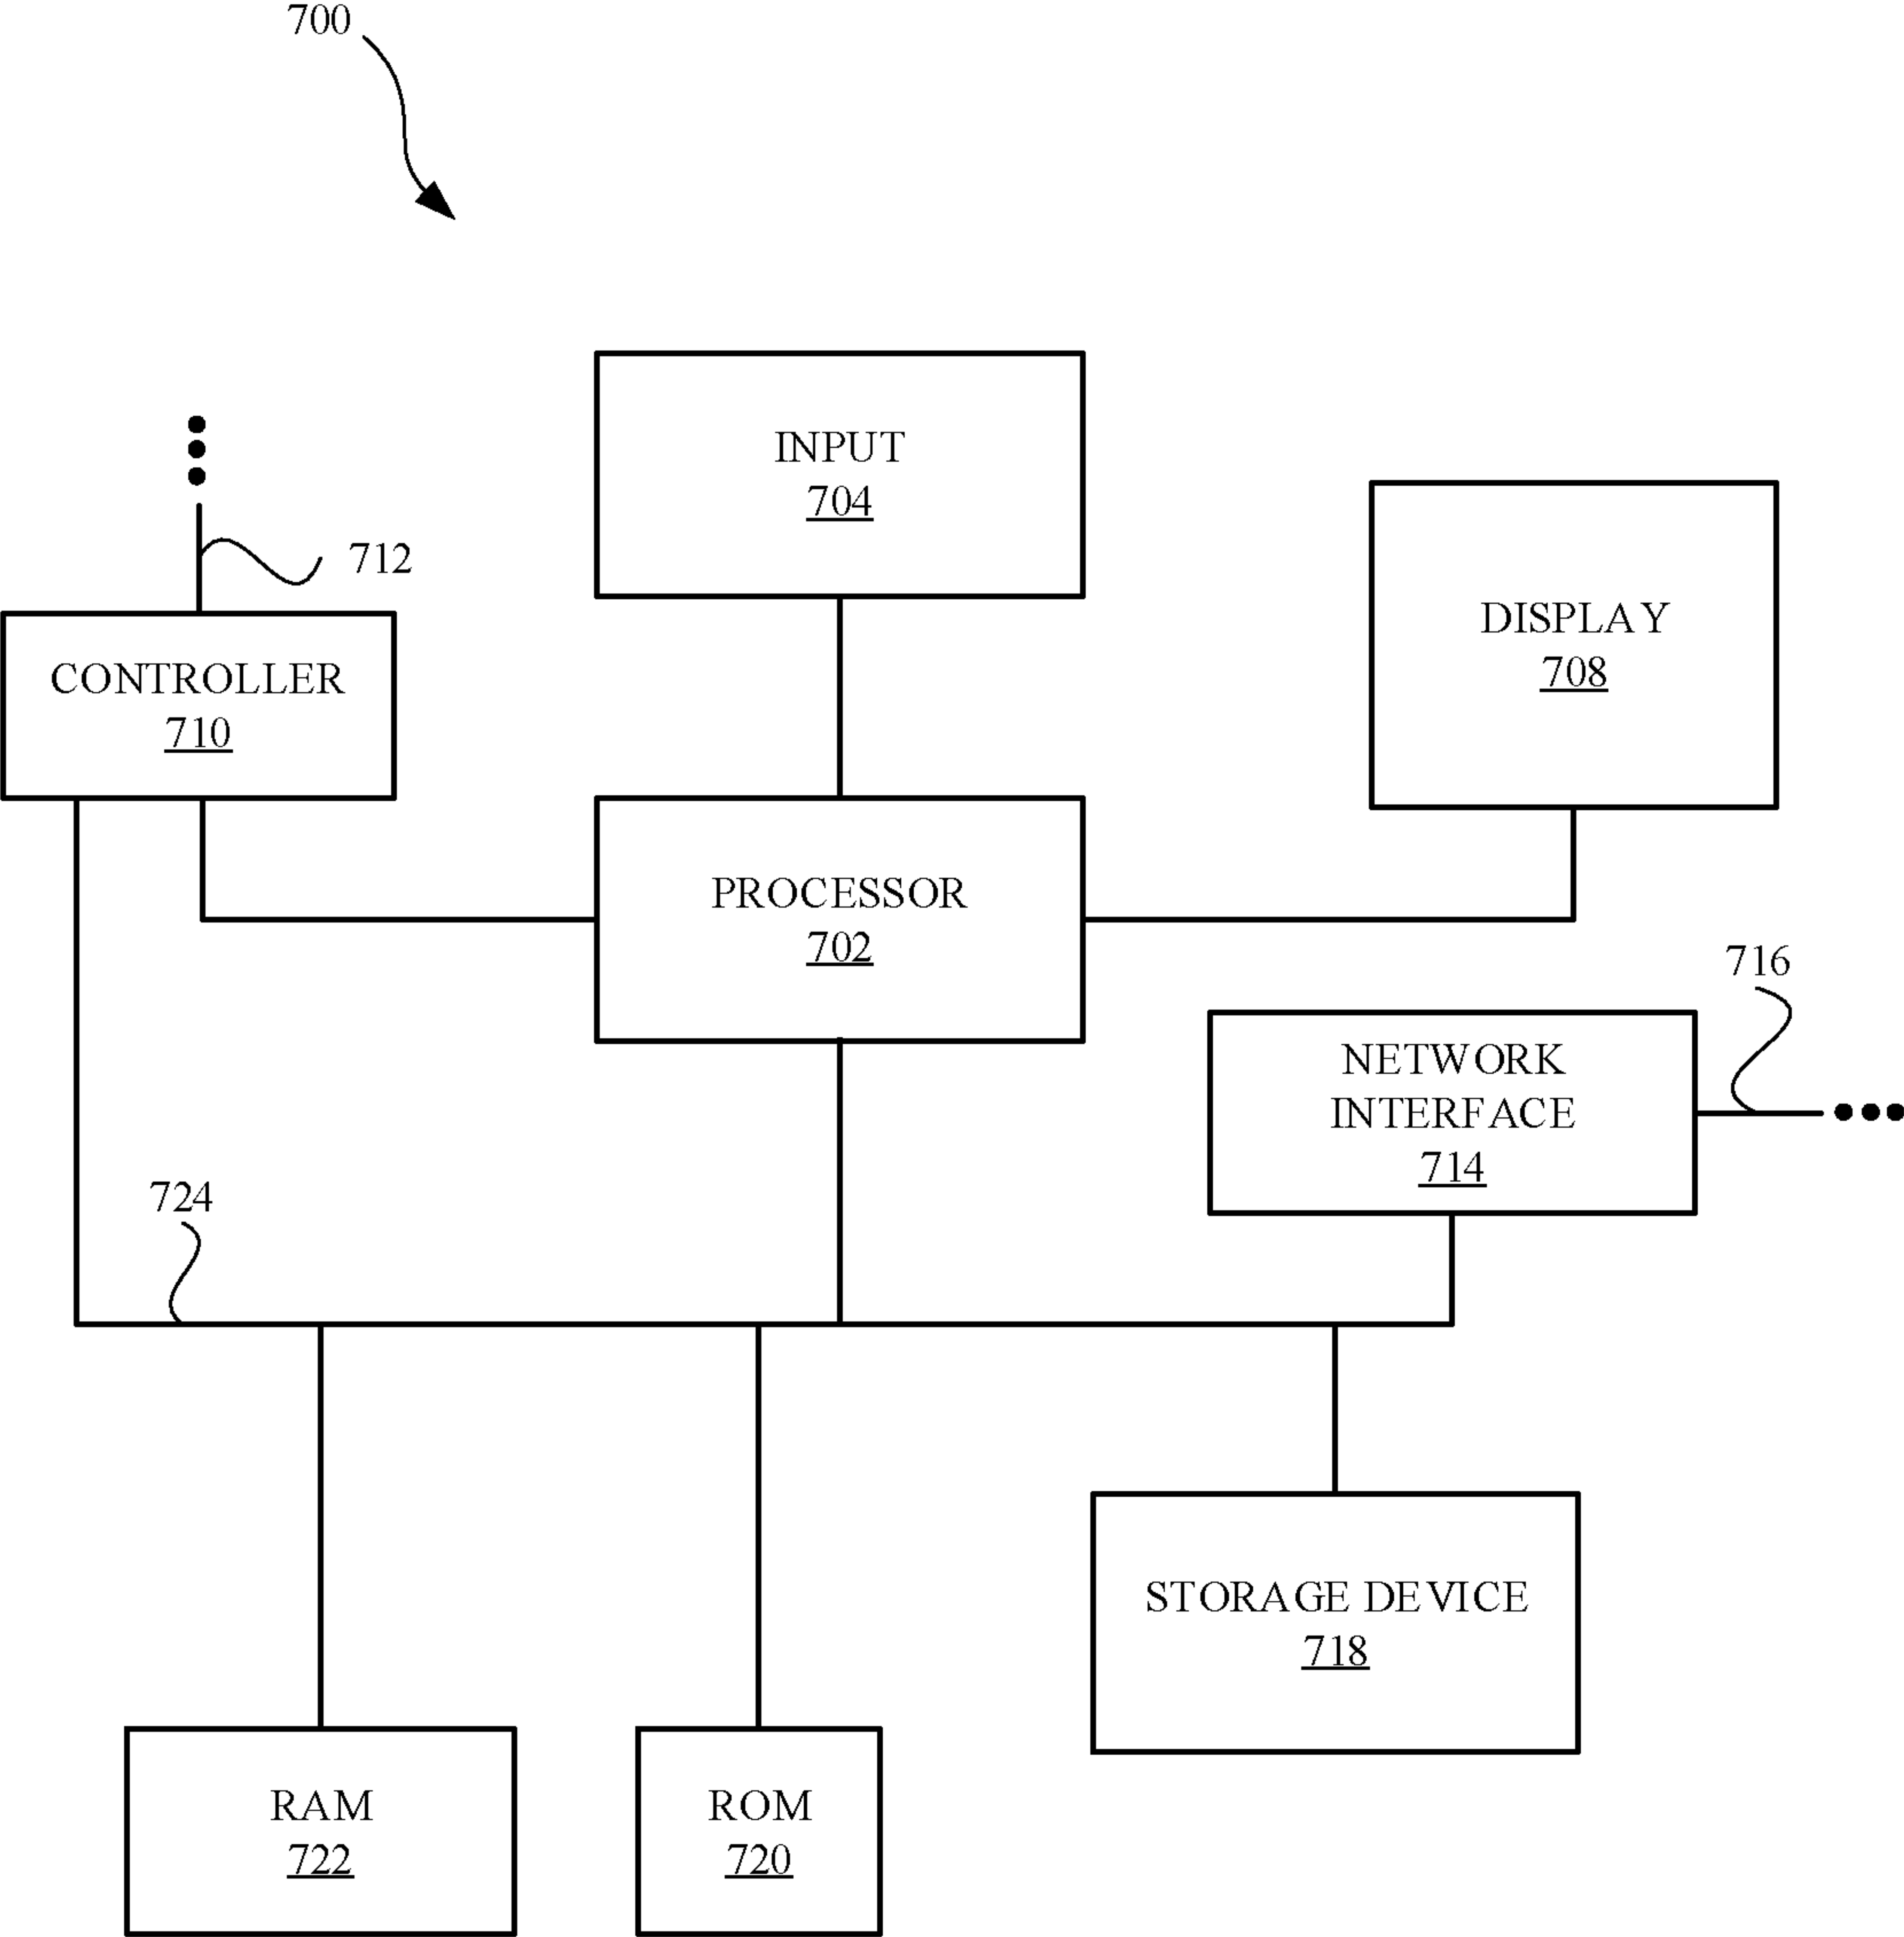 700
INPUT
704
712
DISPLAY
708
CONTROLLER
710
PROCESSOR
702
716
NETWORK
INTERFACE
714
724
STORAGE DEVICE
718
RAM
722
ROM
720